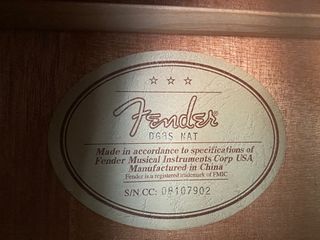 Fender
DG8S NAT
Made in accordance to specifications of
Fender Musical Instruments Corp USA
Manufactured in China
Fender is a registered trademark of FMIC
S/N.CC: 08107902